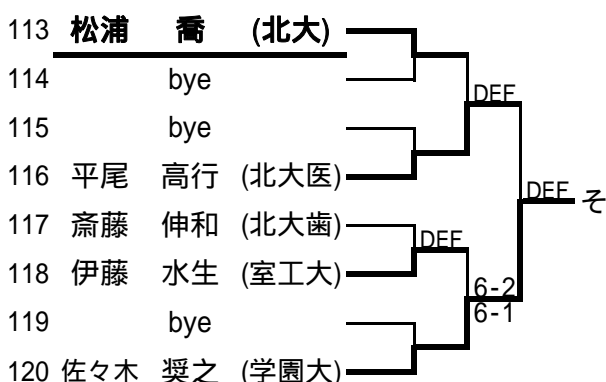 113 松浦 喬 (北大)
114 bye
DEF
115 bye
116 平尾 高行 (北大医)
DEF そ
117 斎藤 伸和 (北大歯)
DEF
118 伊藤 水生 (室工大)
6-2
6-1
119 bye
120 佐々木 奨之 (学園大)